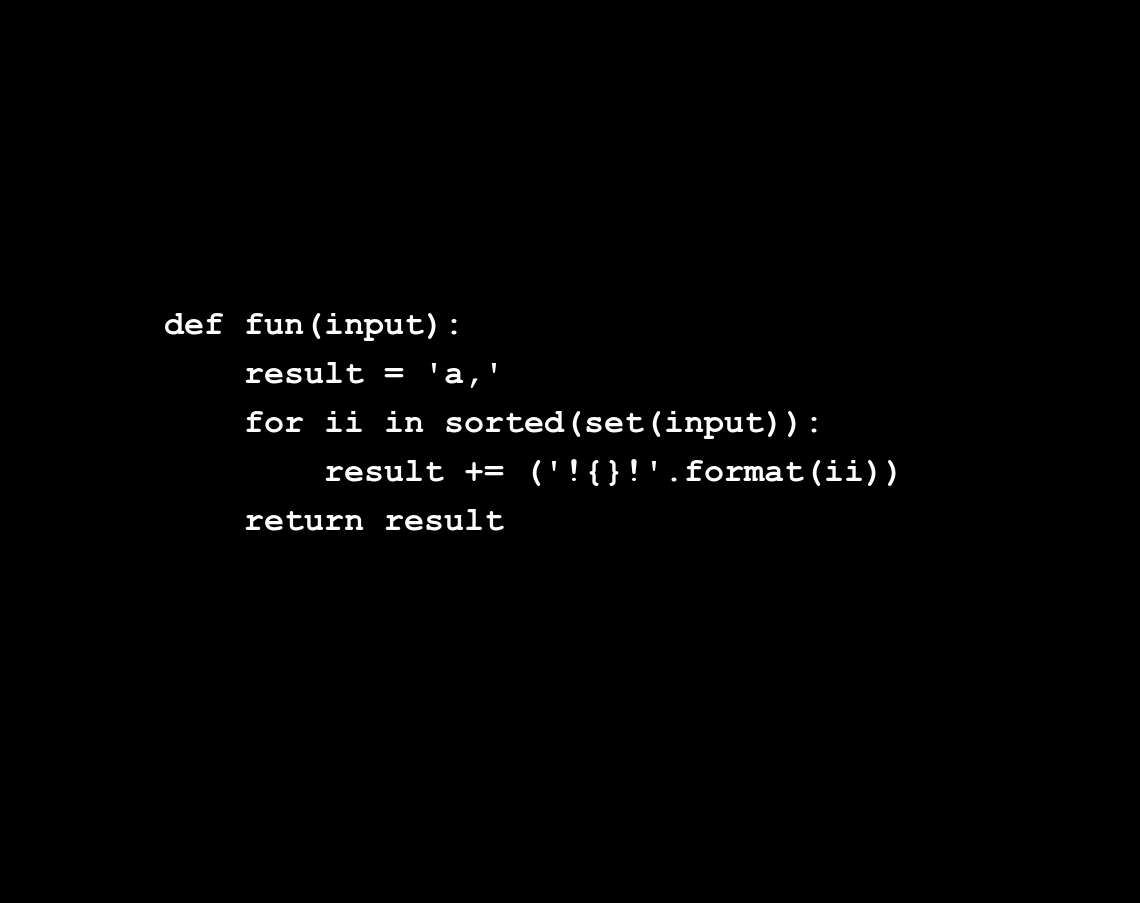 def fun(input):
    result = 'a,'
    for ii in sorted(set(input)):
        result += ('!{}!'.format(ii))
    return result